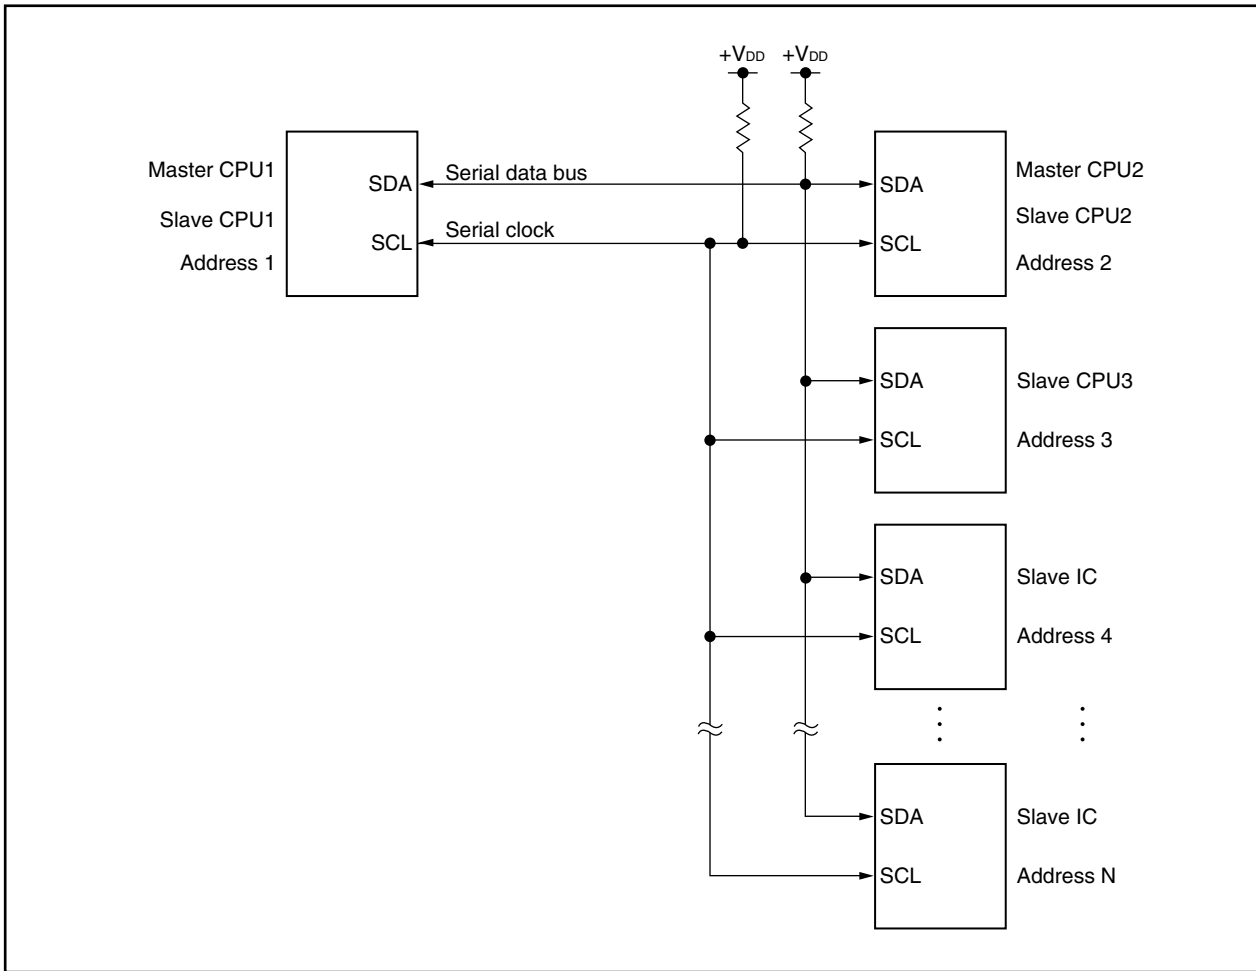 +VDD +VDD
Master CPU1
Slave CPU1
Address 1
SDA
SCL
Serial data bus
Serial clock
SDA
SCL
Master CPU2
Slave CPU2
Address 2
SDA
SCL
Slave CPU3
Address 3
SDA
SCL
Slave IC
Address 4
SDA
SCL
Slave IC
Address N